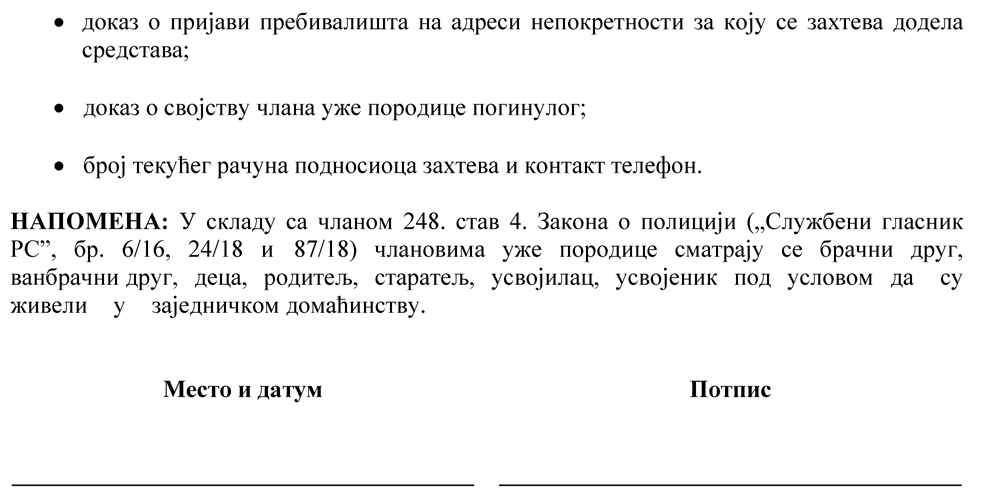 • доказ о пријави пребивалишта на адреси непокретности за коју се захтева додела
средстава;
• доказ о својству члана уже породице погинулог;
• број текућег рачуна подносиоца захтева и контакт телефон.
НАПОМЕНА: У складу са чланом 248. став 4. Закона о полицији („Службени гласник
РС”, бр. 6/16, 24/18 и 87/18) члановима уже породице сматрају се брачни друг,
ванбрачни друг, деца, родитељ, старатељ, усвојилац, усвојеник под условом да су
живели у заједничком домаћинству.
Место и датум Потпис